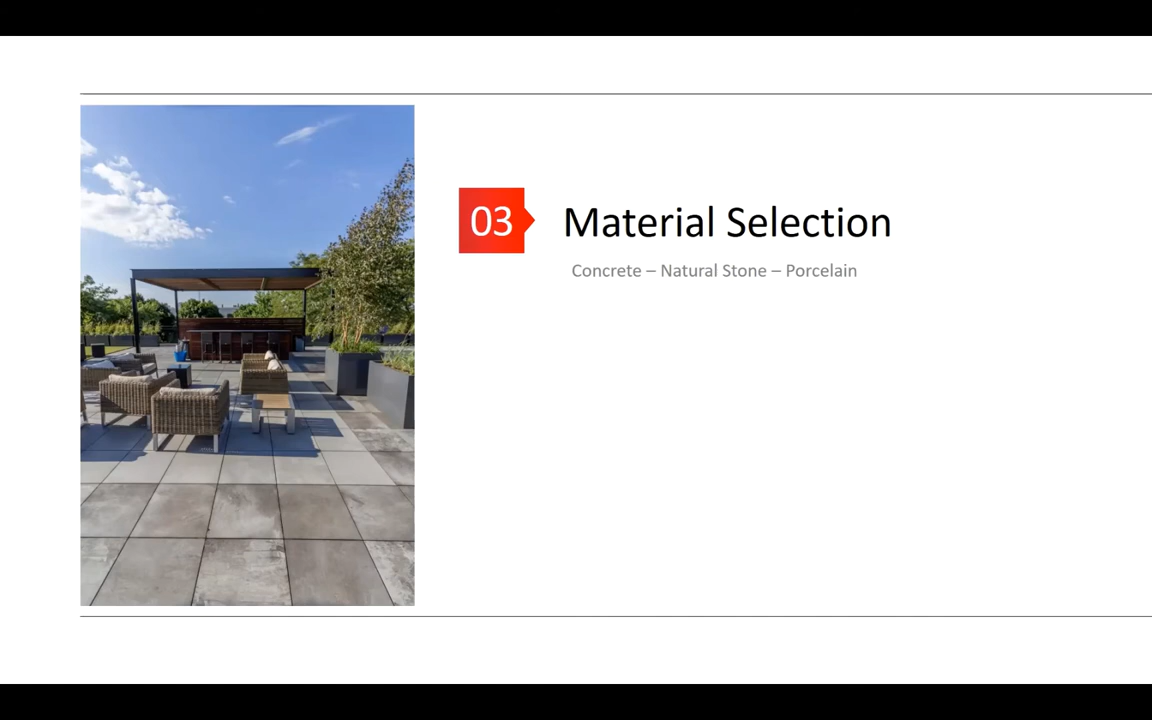 03
Material Selection
Concrete – Natural Stone – Porcelain